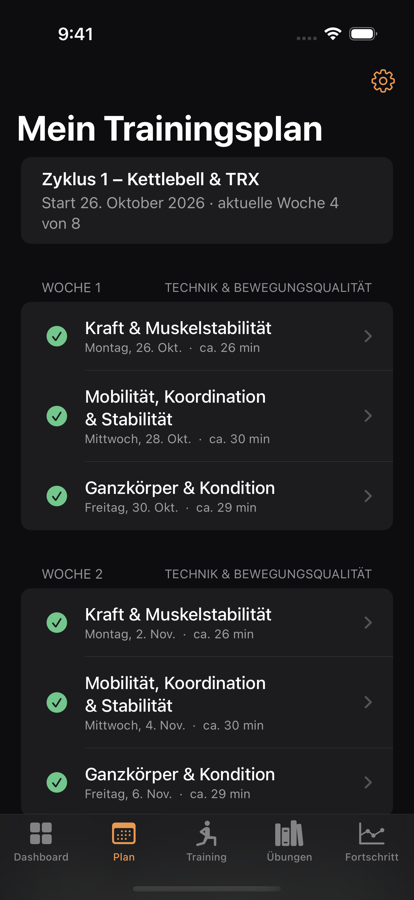 9:41
Mein Trainingsplan
Zyklus 1 – Kettlebell & TRX
Start 26. Oktober 2026 · aktuelle Woche 4
von 8
WOCHE 1 TECHNIK & BEWEGUNGSQUALITÄT
Kraft & Muskelstabilität
Montag, 26. Okt. · ca. 26 min
Mobilität, Koordination
& Stabilität
Mittwoch, 28. Okt. · ca. 30 min
Ganzkörper & Kondition
Freitag, 30. Okt. · ca. 29 min
WOCHE 2 TECHNIK & BEWEGUNGSQUALITÄT
Kraft & Muskelstabilität
Montag, 2. Nov. · ca. 26 min
Mobilität, Koordination
& Stabilität
Mittwoch, 4. Nov. · ca. 30 min
Ganzkörper & Kondition
Freitag, 6. Nov. · ca. 29 min
Dashboard Plan Training Übungen Fortschritt